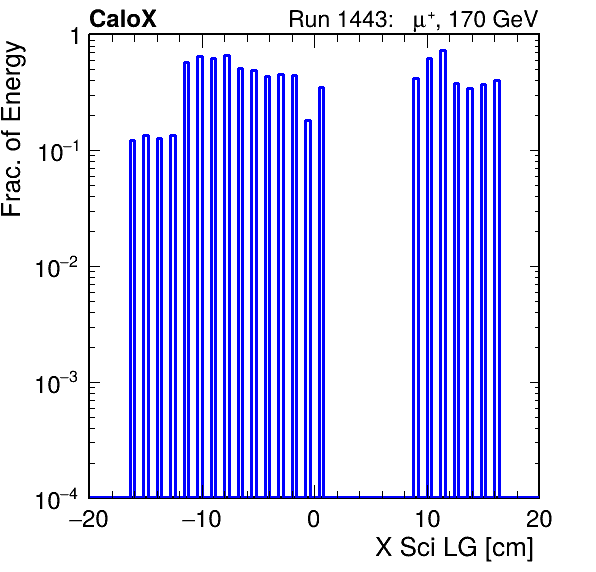 CaloX Run 1443: μ⁺, 170 GeV
Frac. of Energy
1
10⁻¹
10⁻²
10⁻³
10⁻⁴
−20 −10 0 10 20
X Sci LG [cm]